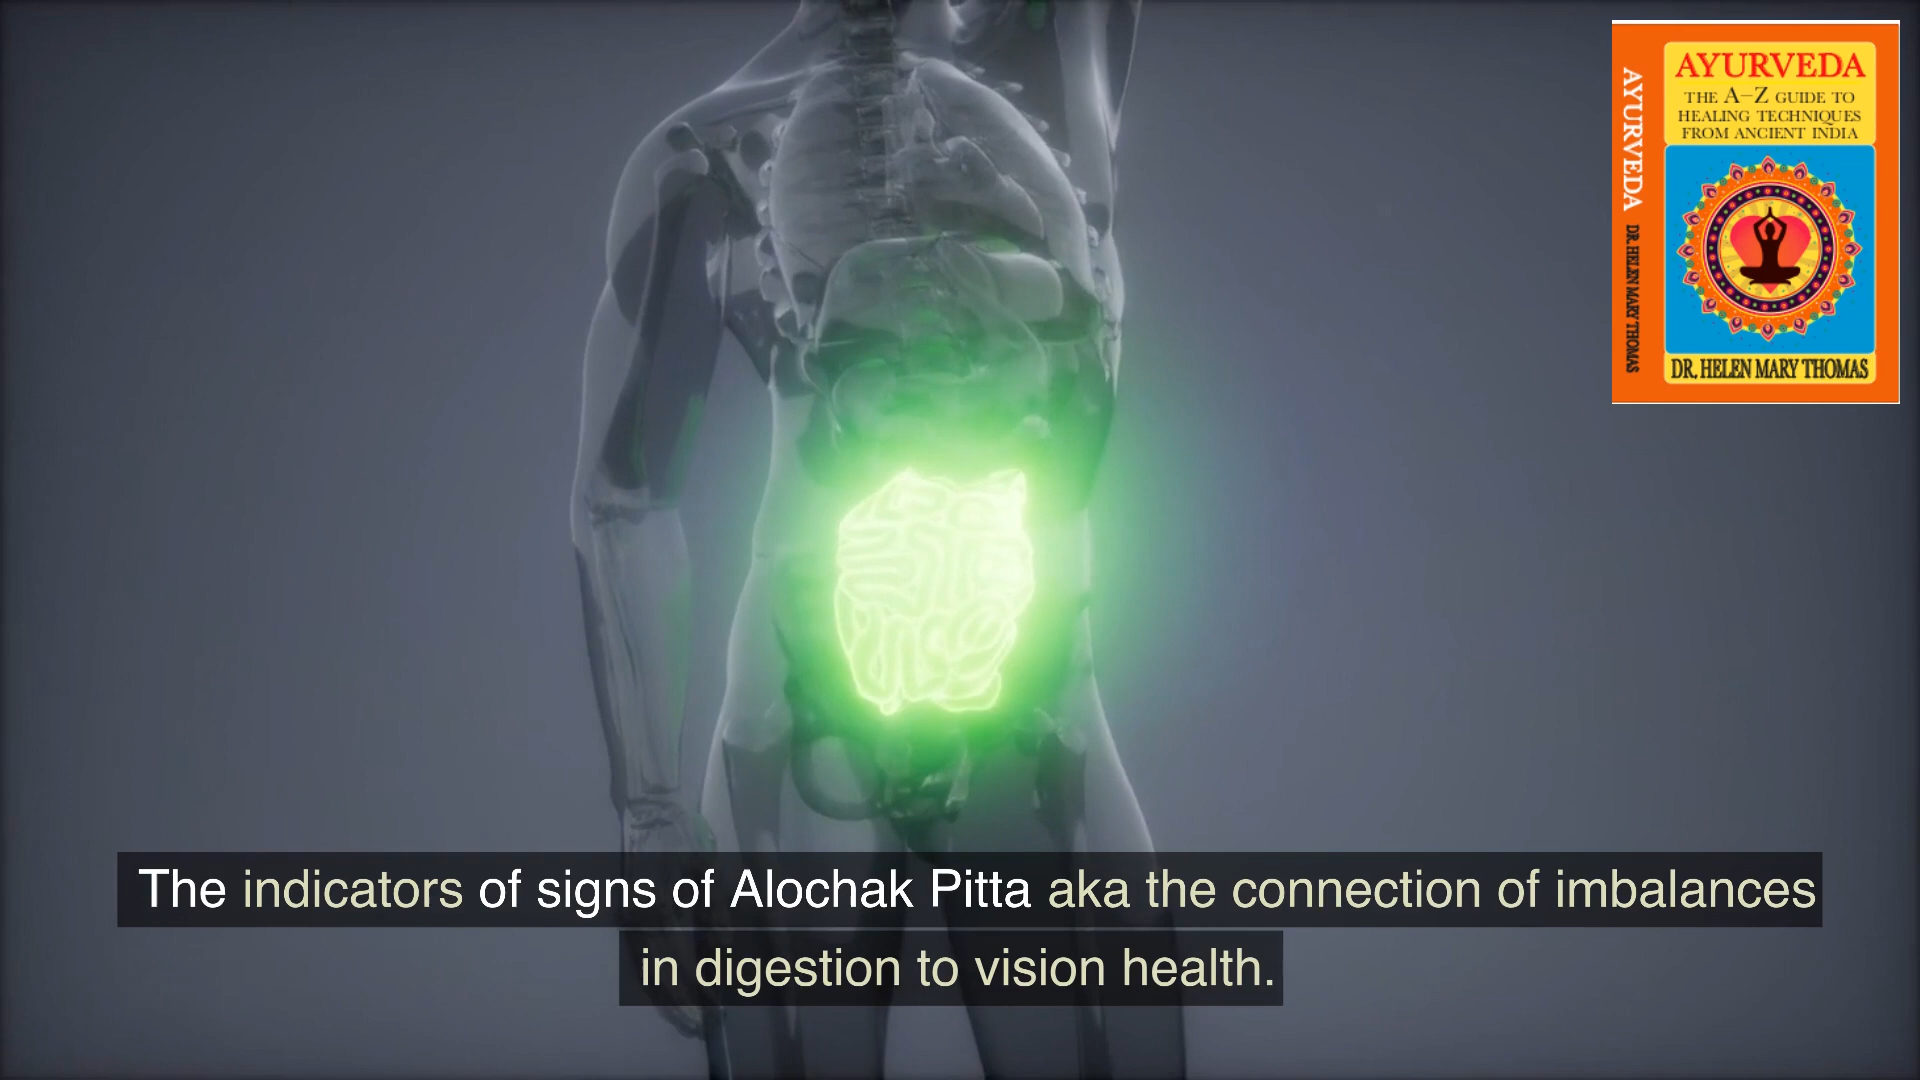 AYURVEDA
THE A–Z GUIDE TO
HEALING TECHNIQUES
FROM ANCIENT INDIA
DR. HELEN MARY THOMAS
AYURVEDA DR. HELEN MARY THOMAS
The indicators of signs of Alochak Pitta aka the connection of imbalances
in digestion to vision health.